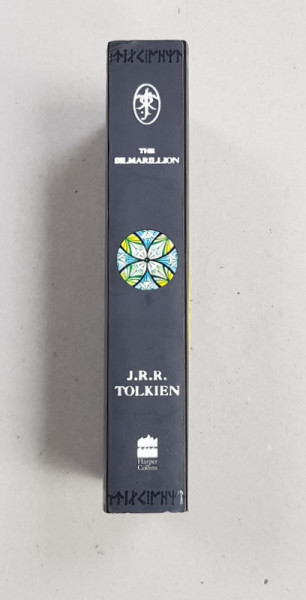 THE
SILMARILLION
J.R.R.
TOLKIEN
Harper
Collins